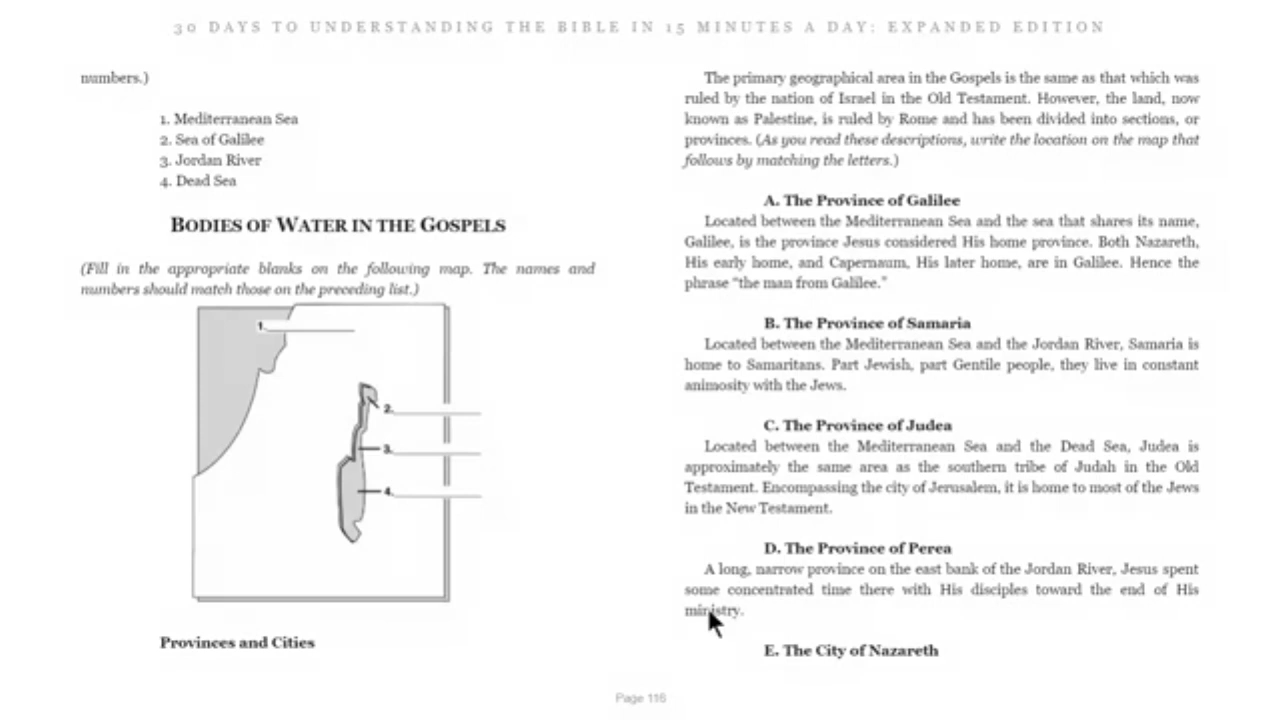 30 DAYS TO UNDERSTANDING THE BIBLE IN 15 MINUTES A DAY: EXPANDED EDITION
numbers.)
1. Mediterranean Sea
2. Sea of Galilee
3. Jordan River
4. Dead Sea
BODIES OF WATER IN THE GOSPELS
(Fill in the appropriate blanks on the following map. The names and
numbers should match those on the preceding list.)
1.
2.
3.
4.
Provinces and Cities
The primary geographical area in the Gospels is the same as that which was
ruled by the nation of Israel in the Old Testament. However, the land, now
known as Palestine, is ruled by Rome and has been divided into sections, or
provinces. (As you read these descriptions, write the location on the map that
follows by matching the letters.)
A. The Province of Galilee
Located between the Mediterranean Sea and the sea that shares its name,
Galilee, is the province Jesus considered His home province. Both Nazareth,
His early home, and Capernaum, His later home, are in Galilee. Hence the
phrase “the man from Galilee.”
B. The Province of Samaria
Located between the Mediterranean Sea and the Jordan River, Samaria is
home to Samaritans. Part Jewish, part Gentile people, they live in constant
animosity with the Jews.
C. The Province of Judea
Located between the Mediterranean Sea and the Dead Sea, Judea is
approximately the same area as the southern tribe of Judah in the Old
Testament. Encompassing the city of Jerusalem, it is home to most of the Jews
in the New Testament.
D. The Province of Perea
A long, narrow province on the east bank of the Jordan River, Jesus spent
some concentrated time there with His disciples toward the end of His
ministry.
E. The City of Nazareth
Page 116